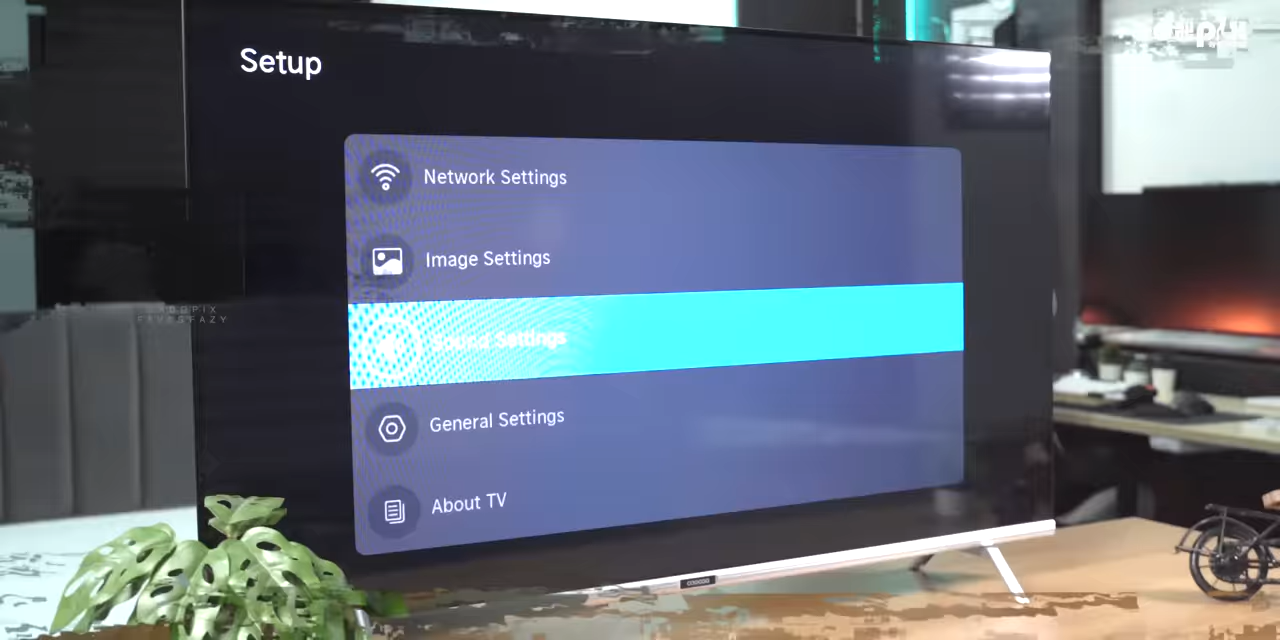 Setup
Network Settings
Image Settings
Sound Settings
General Settings
About TV